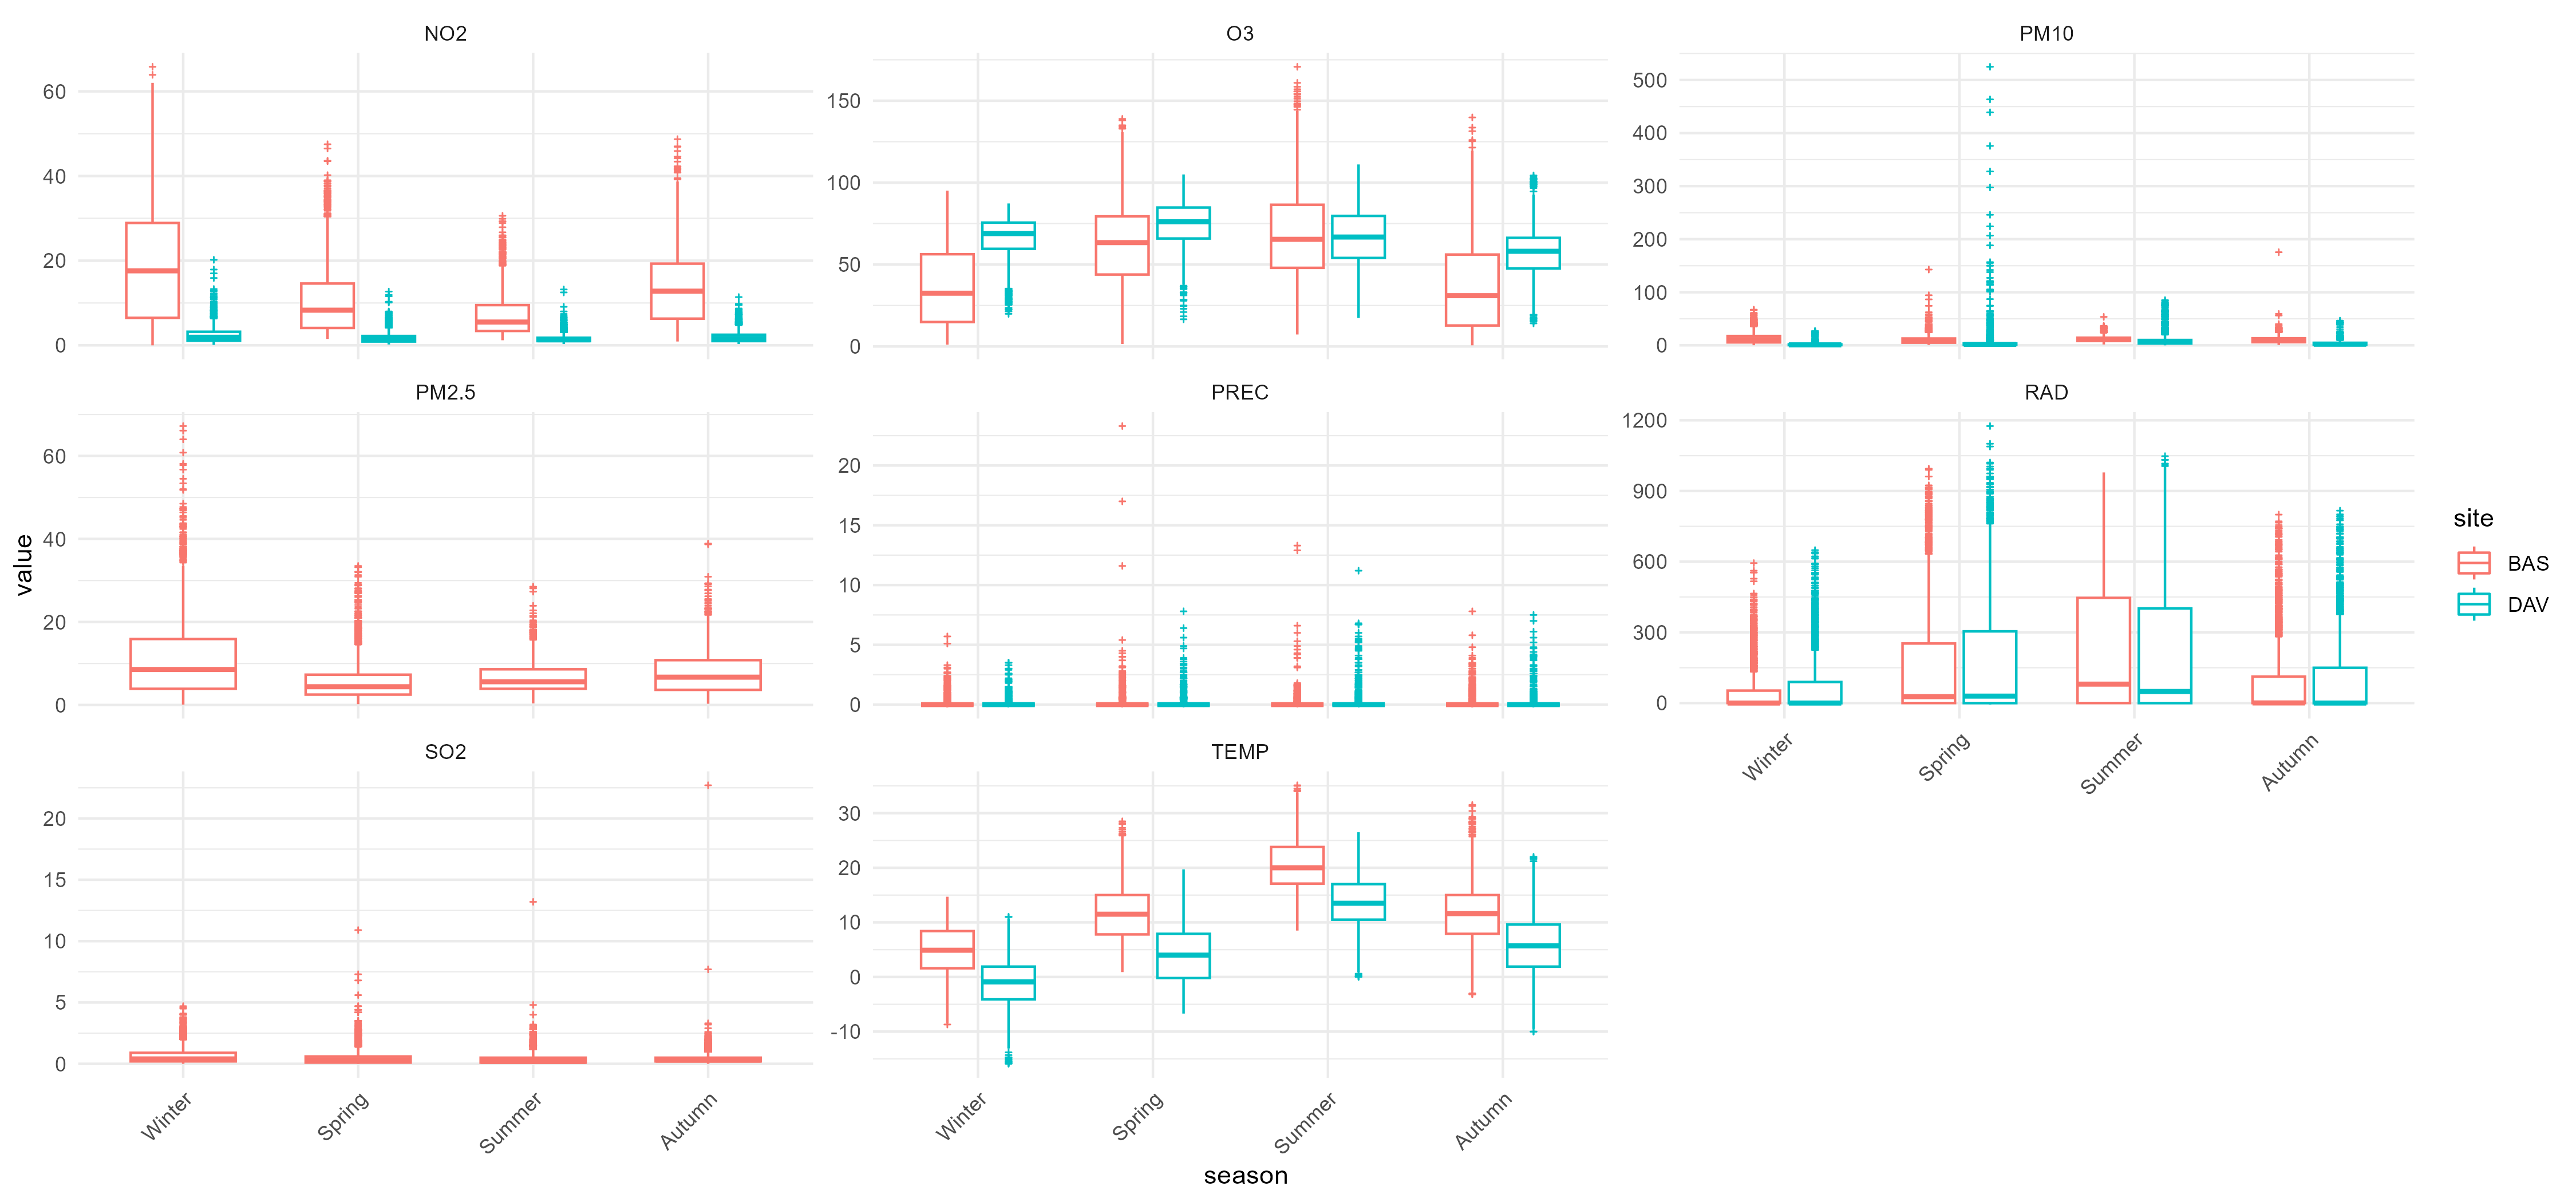 NO2
O3
PM10
60
40
20
0
150
100
50
0
500
400
300
200
100
0
PM2.5
PREC
RAD
60
40
20
0
20
15
10
5
0
1200
900
600
300
0
Winter
Spring
Summer
Autumn
value
site
BAS
DAV
SO2
TEMP
20
15
10
5
0
30
20
10
0
-10
Winter
Spring
Summer
Autumn
Winter
Spring
Summer
Autumn
season